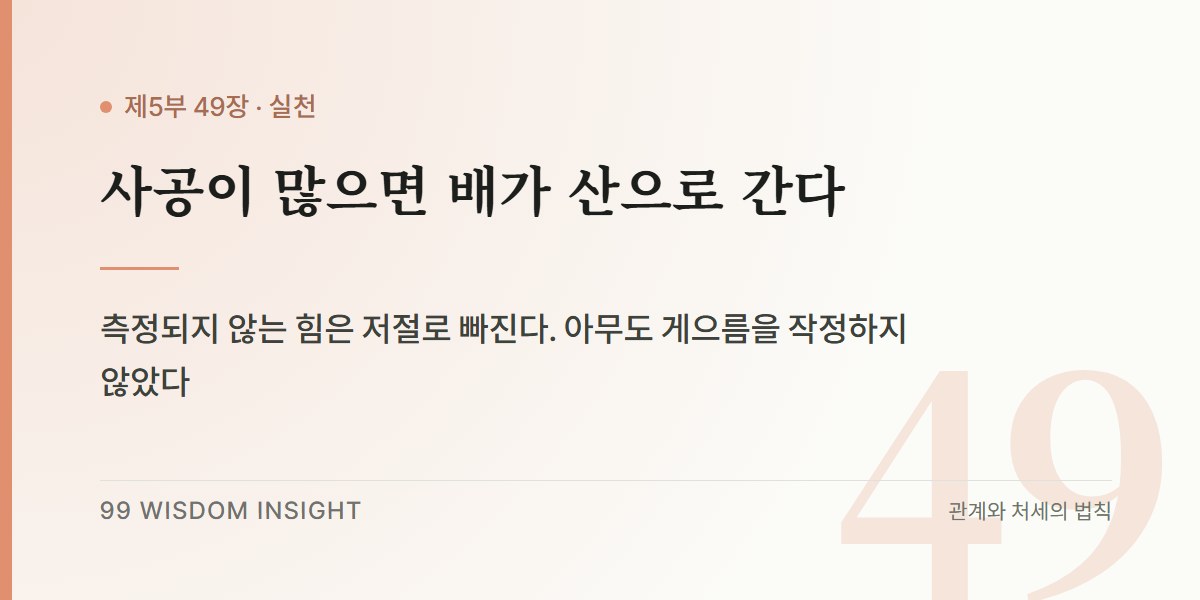 제5부 49장 · 실천
사공이 많으면 배가 산으로 간다
측정되지 않는 힘은 저절로 빠진다. 아무도 게으름을 작정하지
않았다
49
99 WISDOM INSIGHT
관계와 처세의 법칙